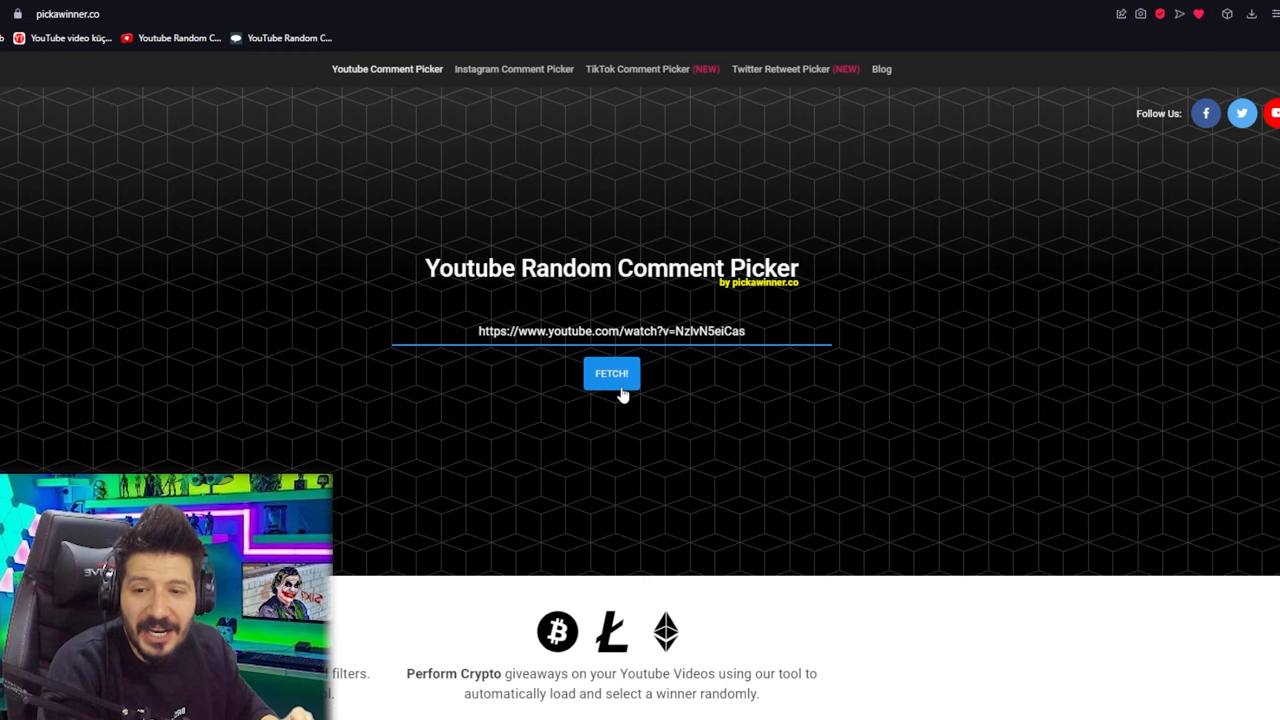 pickawinner.co
YouTube video küç...
Youtube Random C...
YouTube Random C...
Youtube Comment Picker
Instagram Comment Picker
TikTok Comment Picker (NEW)
Twitter Retweet Picker (NEW)
Blog
Follow Us:
Youtube Random Comment Picker
by pickawinner.co
https://www.youtube.com/watch?v=NzlvN5eiCas
FETCH!
filters.
Perform Crypto giveaways on your Youtube Videos using our tool to
automatically load and select a winner randomly.